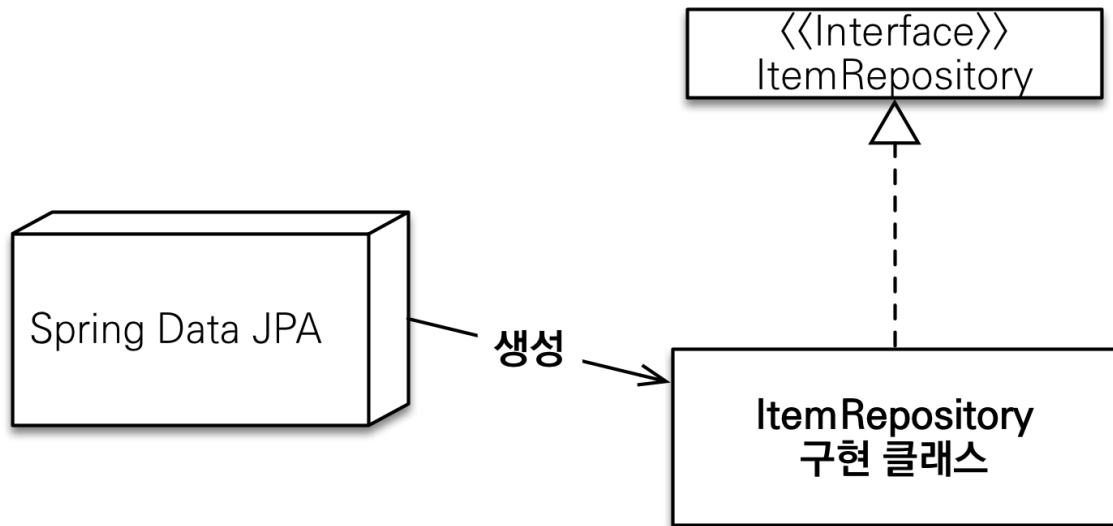 《Interface》
ItemRepository
Spring Data JPA
생성
ItemRepository
구현 클래스